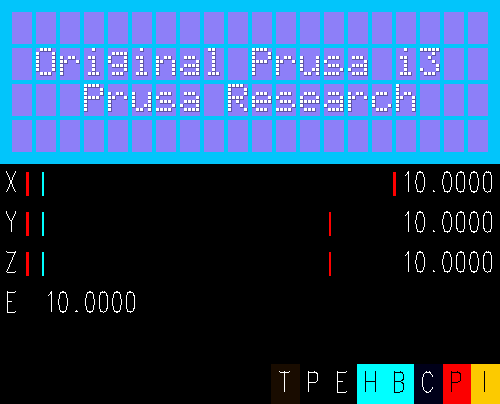 Original Prusa i3
Prusa Research
X 10.0000
Y 10.0000
Z 10.0000
E 10.0000
T P E H B C P I